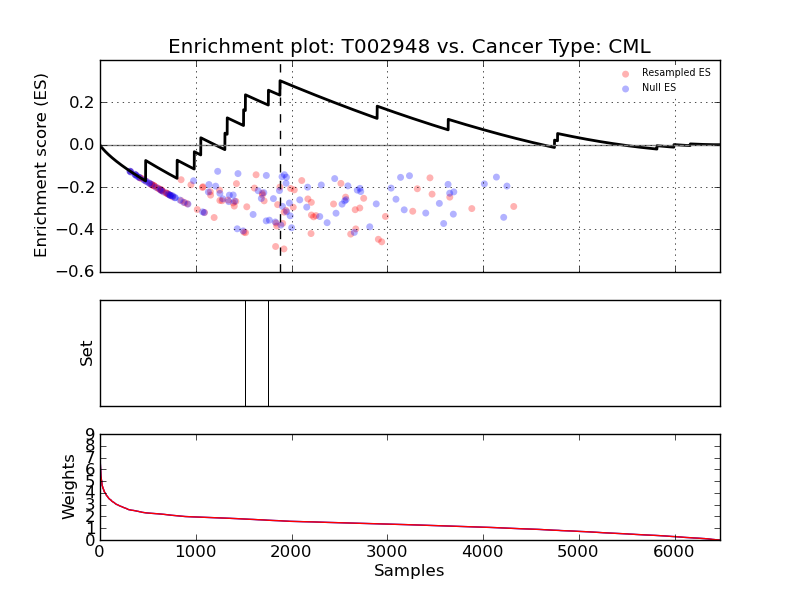 Enrichment plot: T002948 vs. Cancer Type: CML
Resampled ES
Null ES
Enrichment score (ES)
0.2
0.0
−0.2
−0.4
−0.6
Set
Weights
9
8
7
6
5
4
3
2
1
0
0 1000 2000 3000 4000 5000 6000
Samples